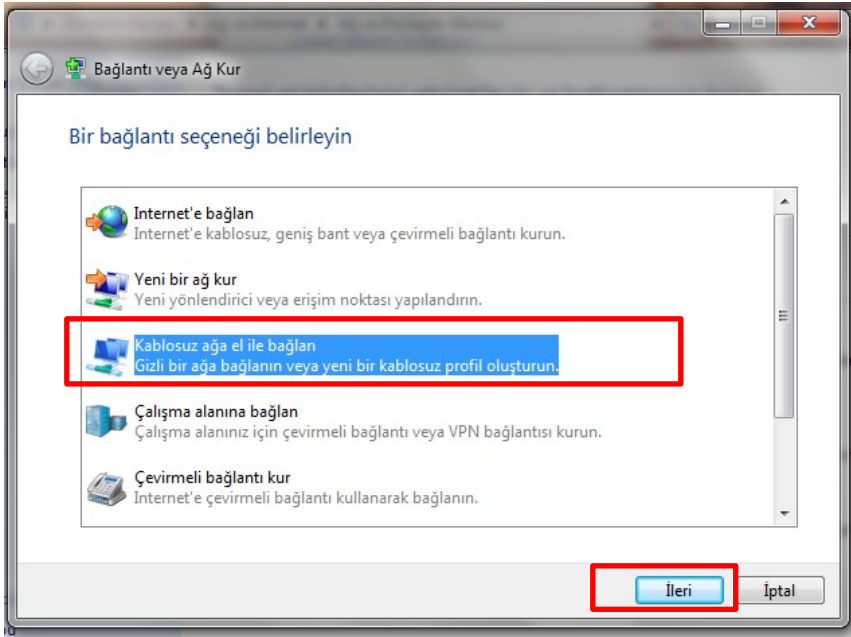 Bağlantı veya Ağ Kur
Bir bağlantı seçeneği belirleyin
Internet'e bağlan
Internet'e kablosuz, geniş bant veya çevirmeli bağlantı kurun.
Yeni bir ağ kur
Yeni yönlendirici veya erişim noktası yapılandırın.
Kablosuz ağa el ile bağlan
Gizli bir ağa bağlanın veya yeni bir kablosuz profil oluşturun.
Çalışma alanına bağlan
Çalışma alanınız için çevirmeli bağlantı veya VPN bağlantısı kurun.
Çevirmeli bağlantı kur
Internet'e çevirmeli bağlantı kullanarak bağlanın.
İleri
İptal